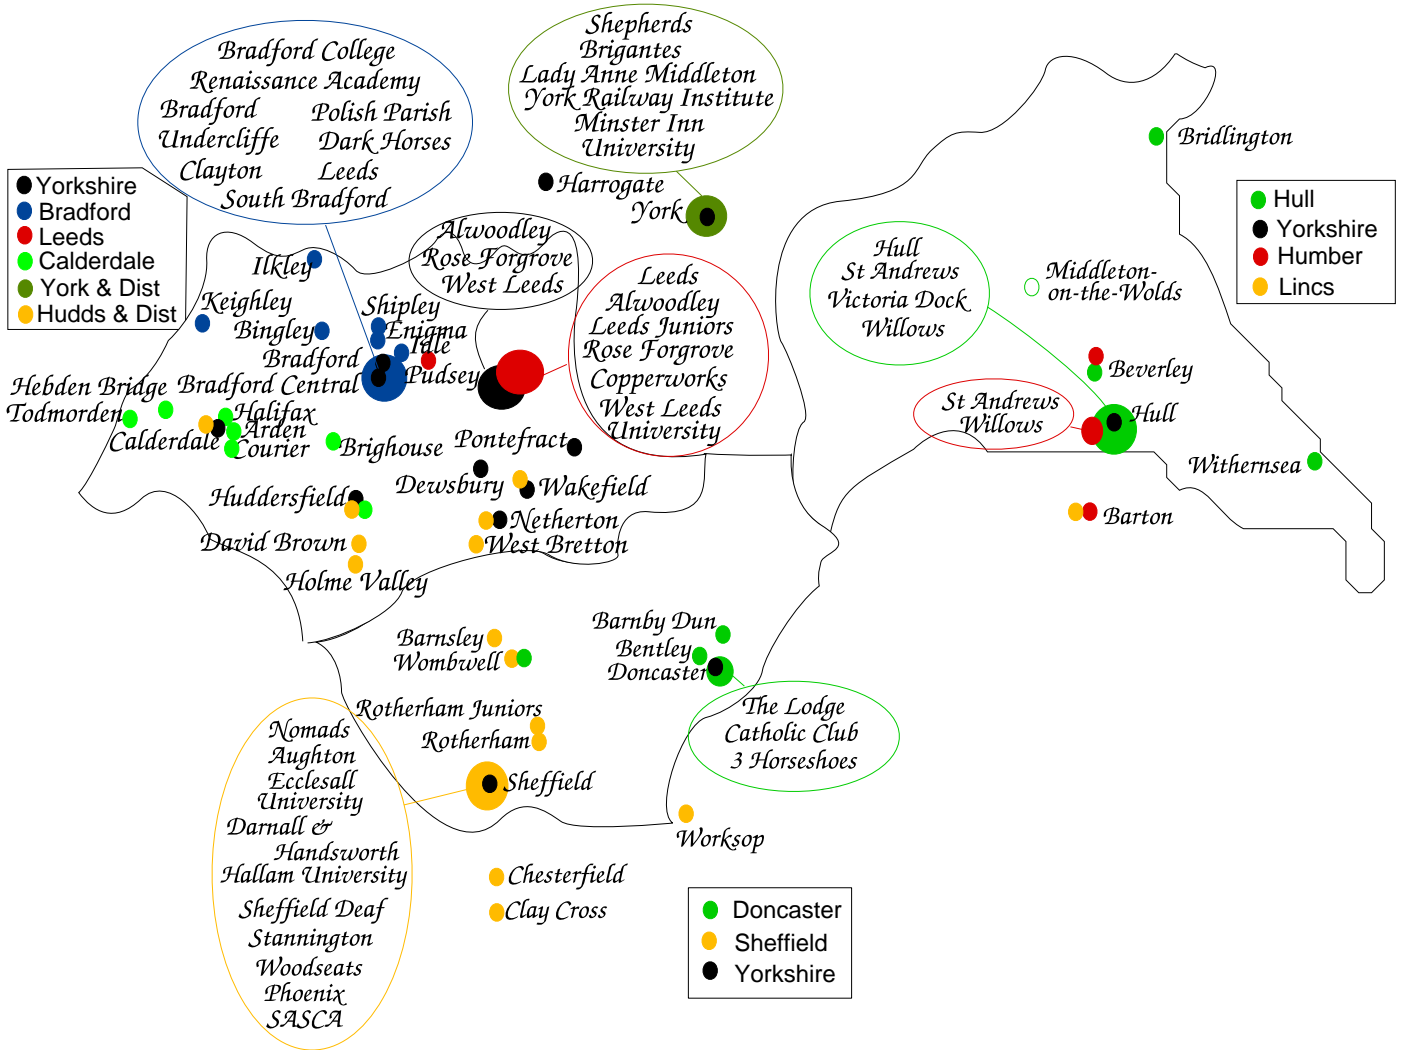 Bradford College
Renaissance Academy
Bradford Polish Parish
Undercliffe Dark Horses
Clayton Leeds
South Bradford
Shepherds
Brigantes
Lady Anne Middleton
York Railway Institute
Minster Inn
University
Yorkshire
Bradford
Leeds
Calderdale
York & Dist
Hudds & Dist
Harrogate
York
Alwoodley
Rose Forgrove
West Leeds
Leeds
Alwoodley
Leeds Juniors
Rose Forgrove
Copperworks
West Leeds
University
Ilkley
Keighley
Bingley
Shipley
Enigma
Idle
Bradford
Pudsey
Bradford Central
Hebden Bridge
Todmorden
Halifax
Arden
Calderdale
Courier
Brighouse
Pontefract
Dewsbury
Wakefield
Huddersfield
Netherton
David Brown
West Bretton
Holme Valley
Bridlington
Hull
Yorkshire
Humber
Lincs
Hull
St Andrews
Victoria Dock
Willows
Middleton-
on-the-Wolds
Beverley
St Andrews
Willows
Hull
Withernsea
Barton
Barnsley
Wombwell
Barnby Dun
Bentley
Doncaster
The Lodge
Catholic Club
3 Horseshoes
Rotherham Juniors
Rotherham
Sheffield
Nomads
Aughton
Ecclesall
University
Darnall &
Handsworth
Hallam University
Sheffield Deaf
Stannington
Woodseats
Phoenix
SASCA
Worksop
Chesterfield
Clay Cross
Doncaster
Sheffield
Yorkshire